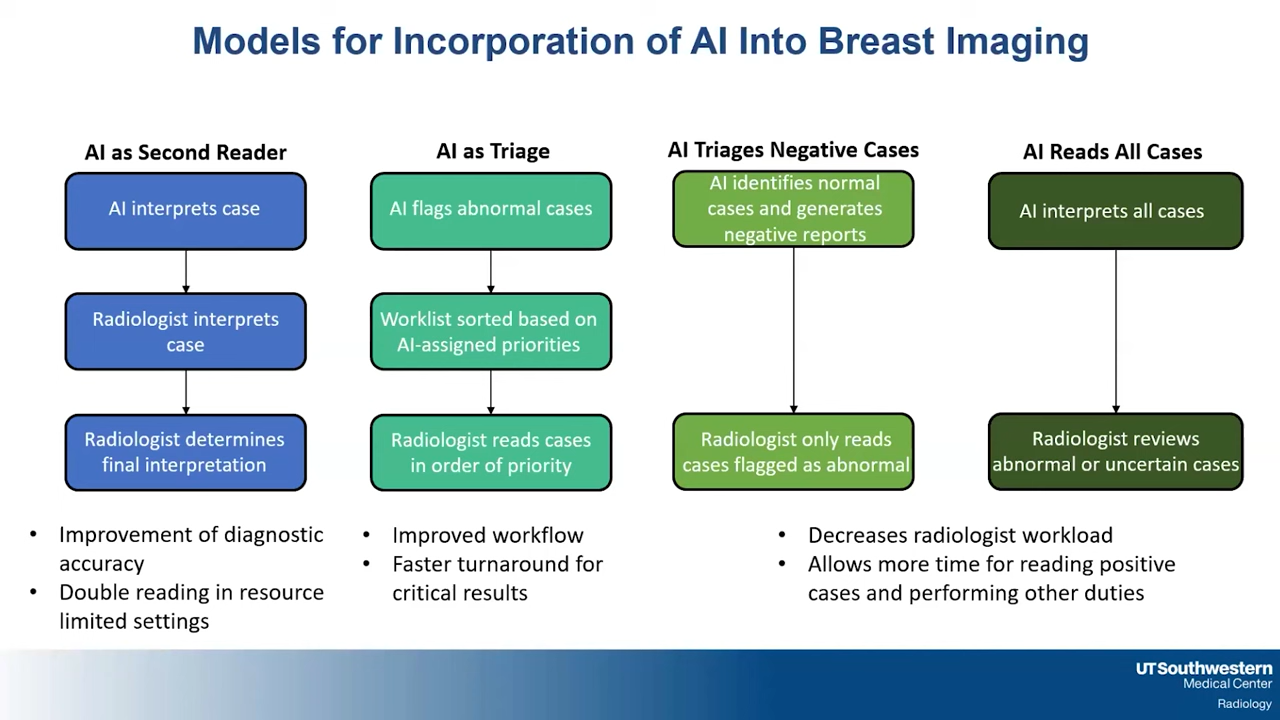 Models for Incorporation of AI Into Breast Imaging
AI as Second Reader
AI interprets case
Radiologist interprets
case
Radiologist determines
final interpretation
• Improvement of diagnostic
accuracy
• Double reading in resource
limited settings
AI as Triage
AI flags abnormal cases
Worklist sorted based on
AI-assigned priorities
Radiologist reads cases
in order of priority
• Improved workflow
• Faster turnaround for
critical results
AI Triages Negative Cases
AI identifies normal
cases and generates
negative reports
Radiologist only reads
cases flagged as abnormal
AI Reads All Cases
AI interprets all cases
Radiologist reviews
abnormal or uncertain cases
• Decreases radiologist workload
• Allows more time for reading positive
cases and performing other duties
UTSouthwestern
Medical Center
Radiology